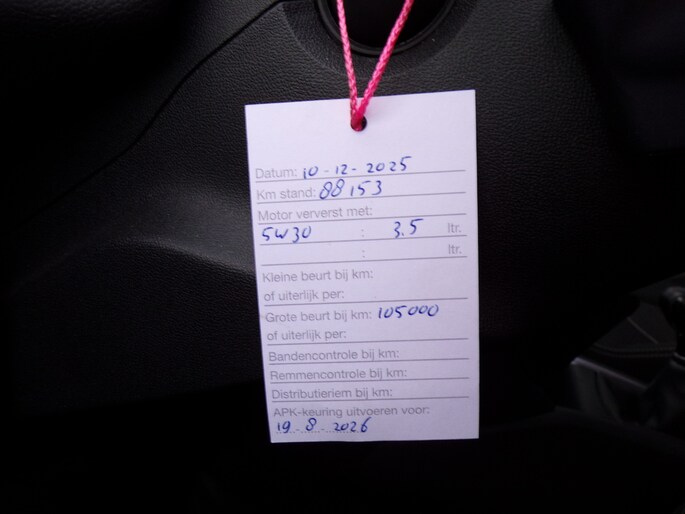 Datum: 10-12-2025
Km stand: 88153
Motor ververst met:
5W30 : 3.5 ltr.
: ltr.
Kleine beurt bij km:
of uiterlijk per:
Grote beurt bij km: 105000
of uiterlijk per:
Bandencontrole bij km:
Remmencontrole bij km:
Distributieriem bij km:
APK-keuring uitvoeren voor:
19-8-2026